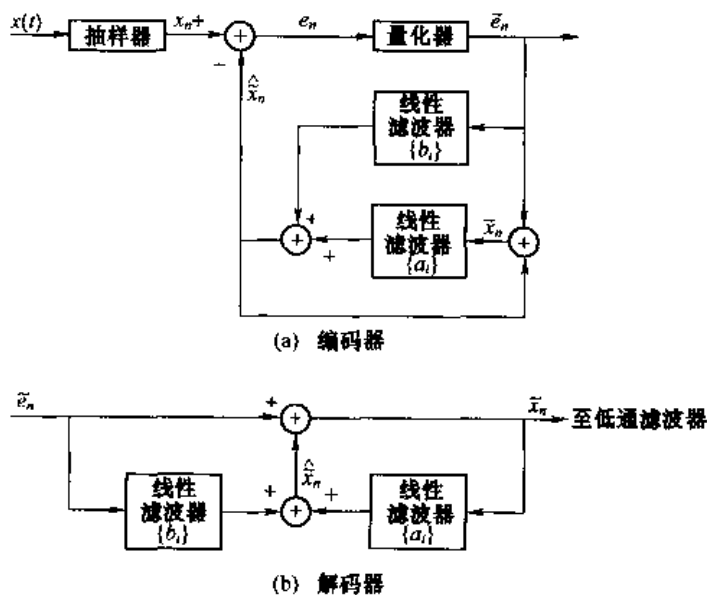 x(t)
抽样器
xₙ+
+
eₙ
量化器
ẽₙ
−
x̃̂ₙ
线性
滤波器
{bᵢ}
+
+
线性
滤波器
{aᵢ}
x̃ₙ
+
+
(a) 编码器
ẽₙ
+
+
x̃ₙ
至低通滤波器
x̃̂ₙ
线性
滤波器
{bᵢ}
+
+
+
线性
滤波器
{aᵢ}
(b) 解码器